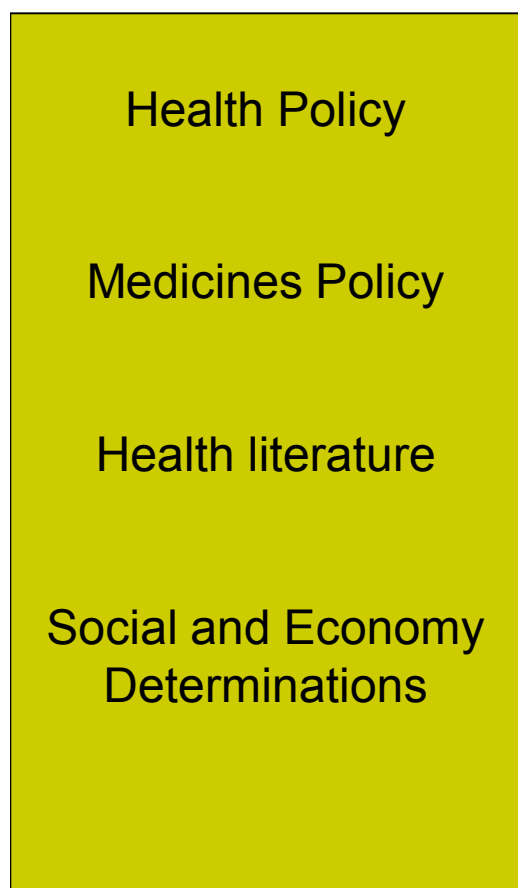 Health Policy
Medicines Policy
Health literature
Social and Economy
Determinations